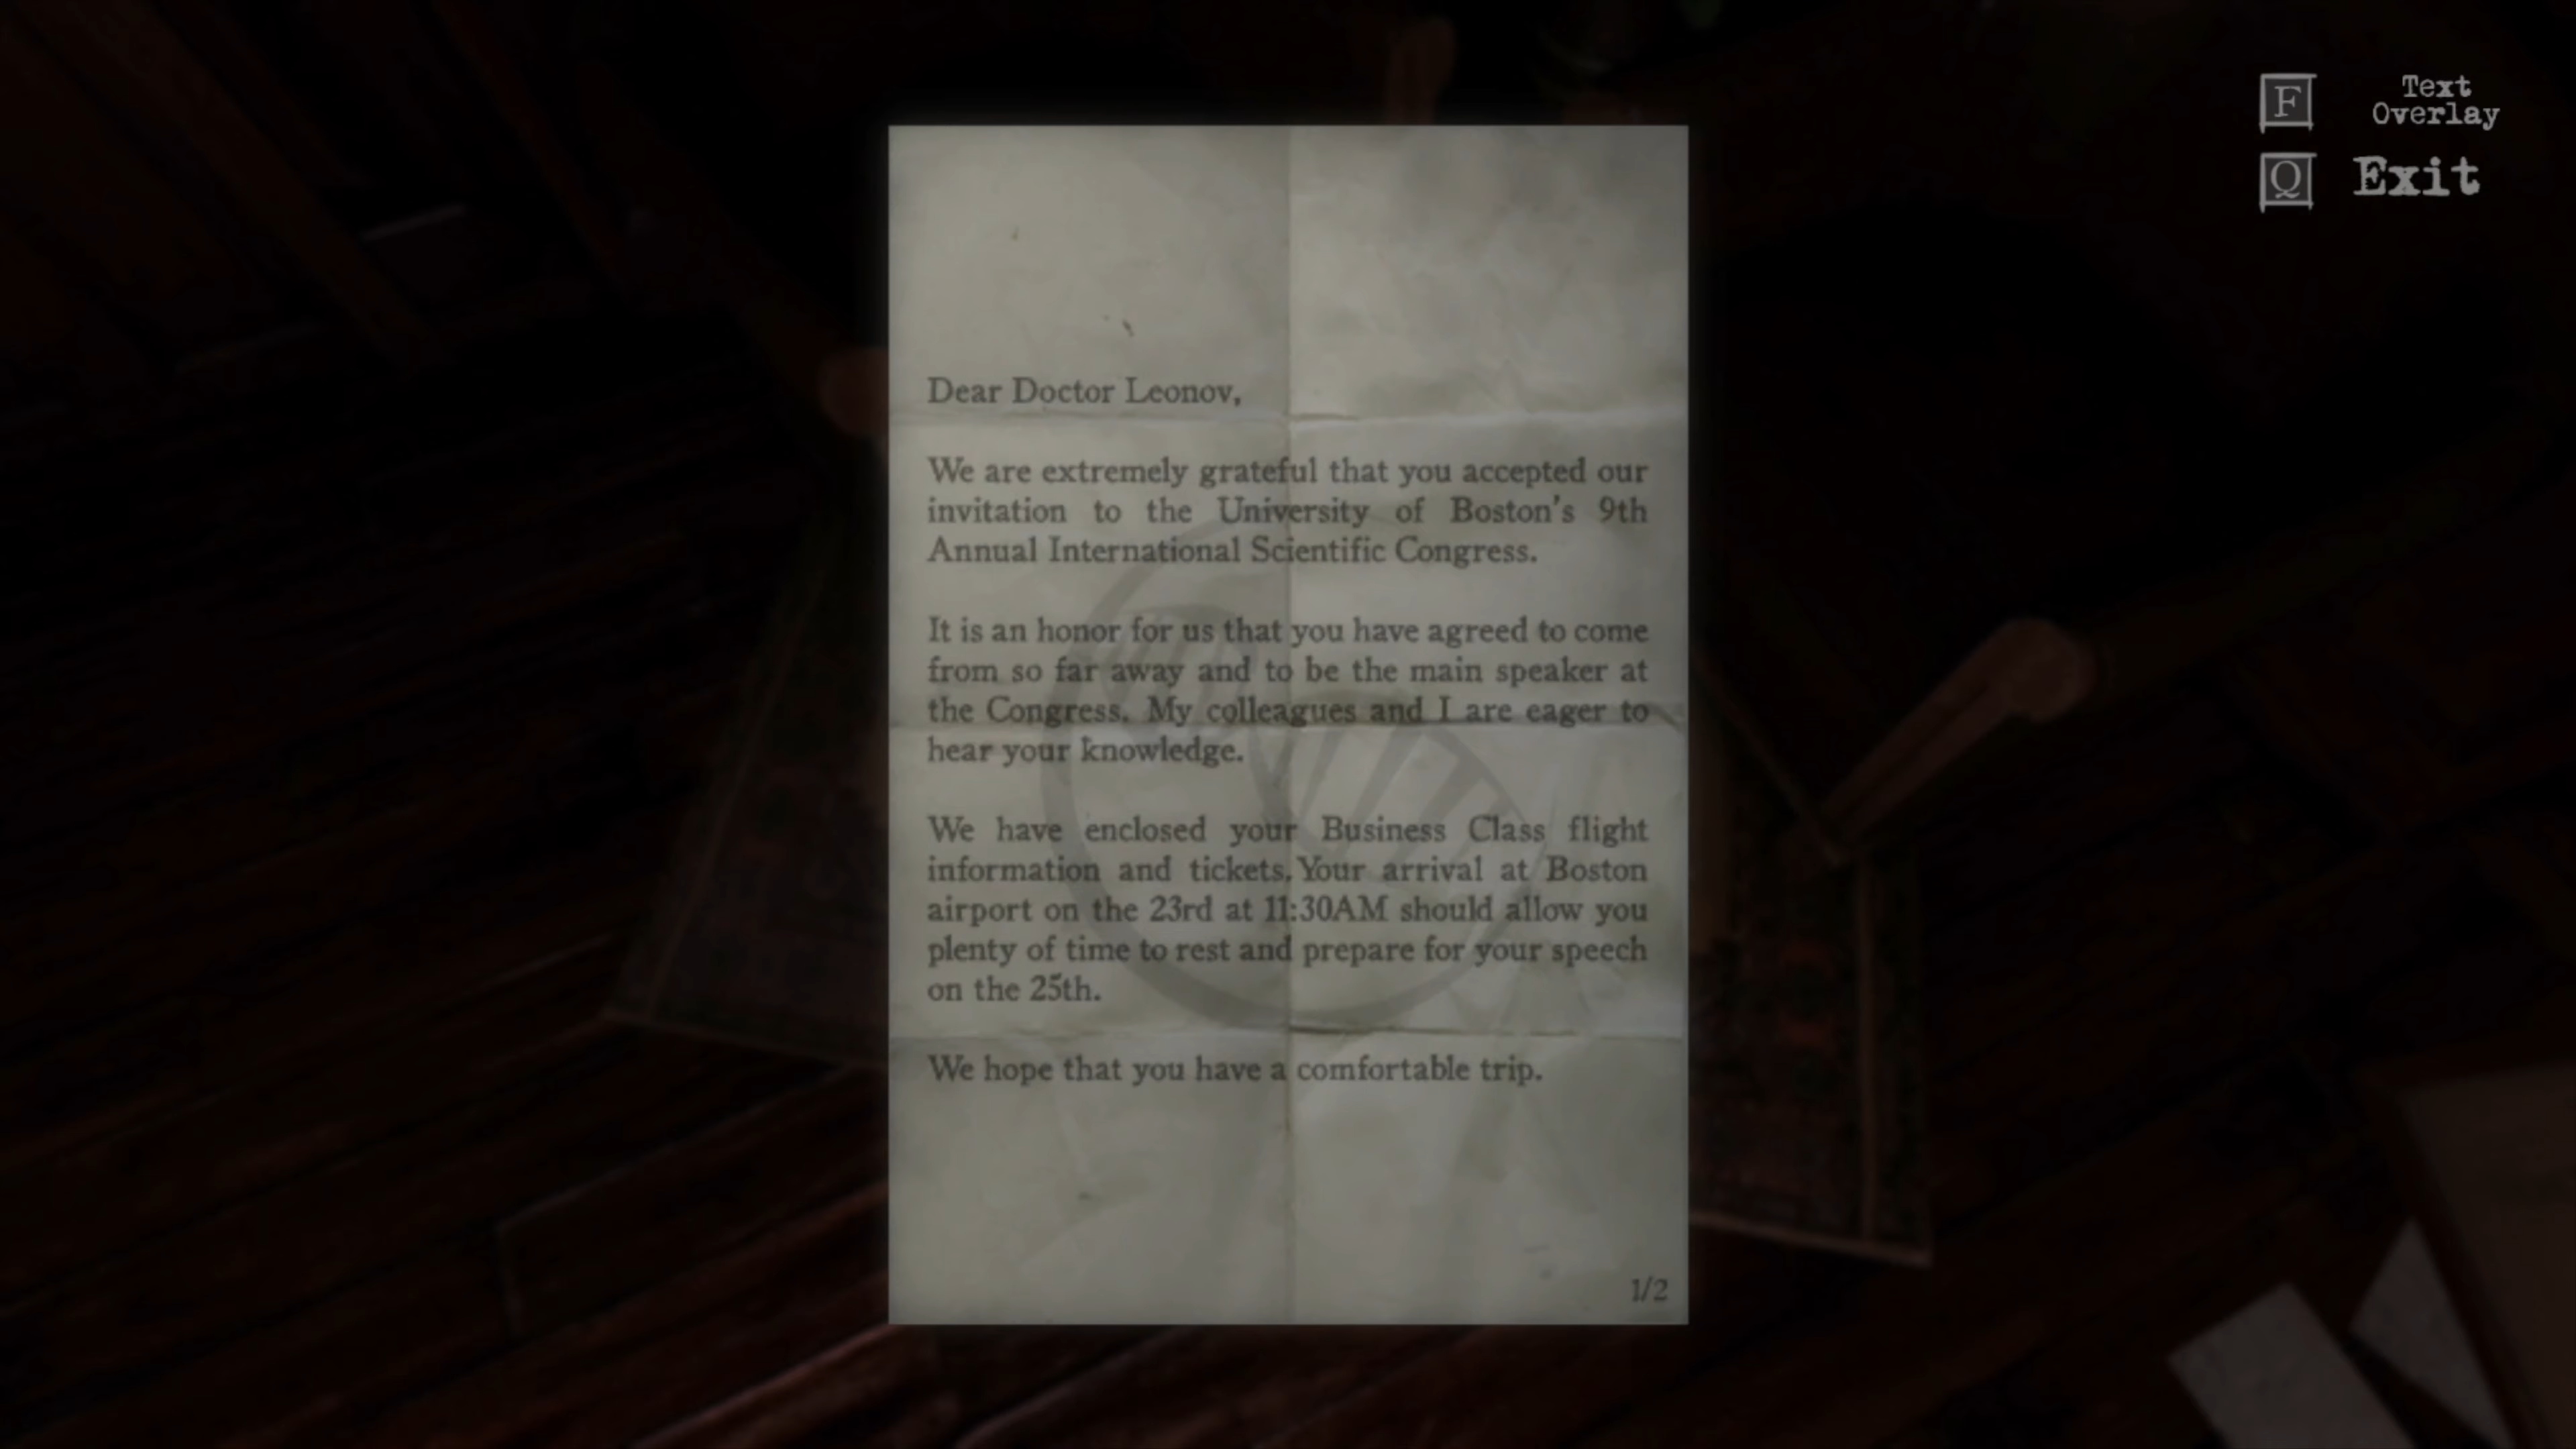 F Text
Overlay
Q Exit
Dear Doctor Leonov,
We are extremely grateful that you accepted our
invitation to the University of Boston's 9th
Annual International Scientific Congress.
It is an honor for us that you have agreed to come
from so far away and to be the main speaker at
the Congress. My colleagues and I are eager to
hear your knowledge.
We have enclosed your Business Class flight
information and tickets. Your arrival at Boston
airport on the 23rd at 11:30AM should allow you
plenty of time to rest and prepare for your speech
on the 25th.
We hope that you have a comfortable trip.
1/2